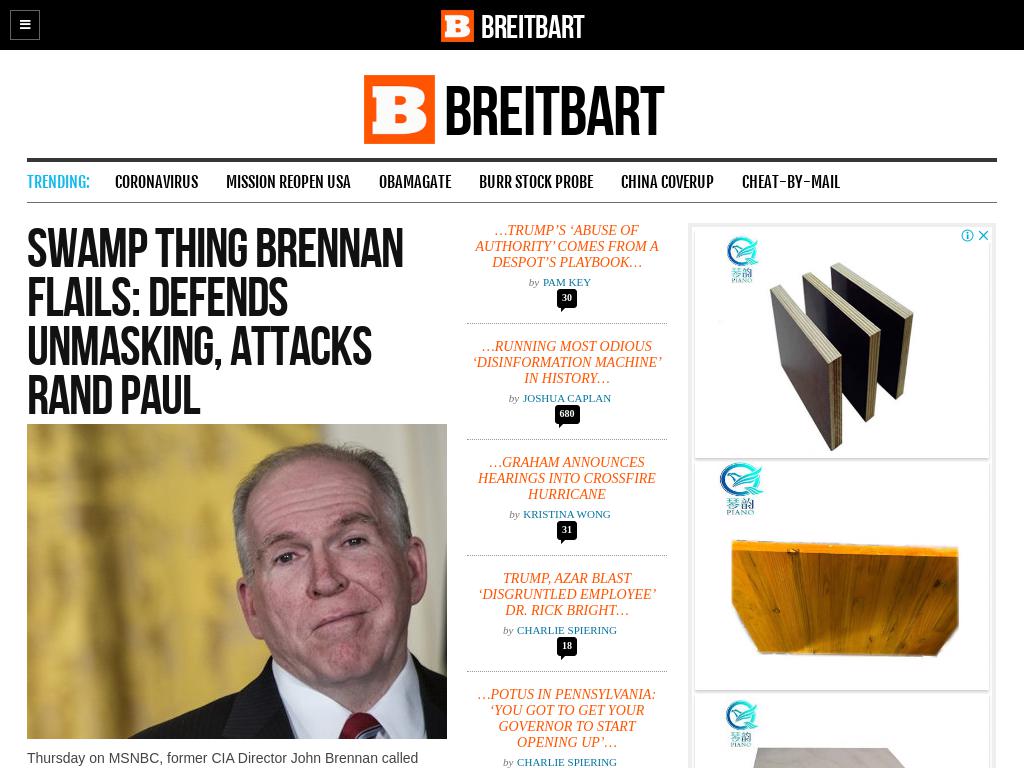 B BREITBART
B BREITBART
TRENDING:
CORONAVIRUS
MISSION REOPEN USA
OBAMAGATE
BURR STOCK PROBE
CHINA COVERUP
CHEAT-BY-MAIL
SWAMP THING BRENNAN
FLAILS: DEFENDS
UNMASKING, ATTACKS
RAND PAUL
Thursday on MSNBC, former CIA Director John Brennan called
…TRUMP’S ‘ABUSE OF
AUTHORITY’ COMES FROM A
DESPOT’S PLAYBOOK…
by PAM KEY
30
…RUNNING MOST ODIOUS
‘DISINFORMATION MACHINE’
IN HISTORY…
by JOSHUA CAPLAN
680
…GRAHAM ANNOUNCES
HEARINGS INTO CROSSFIRE
HURRICANE
by KRISTINA WONG
31
TRUMP, AZAR BLAST
‘DISGRUNTLED EMPLOYEE’
DR. RICK BRIGHT…
by CHARLIE SPIERING
18
…POTUS IN PENNSYLVANIA:
‘YOU GOT TO GET YOUR
GOVERNOR TO START
OPENING UP’…
by CHARLIE SPIERING
琴韵
PIANO
琴韵
PIANO
琴韵
PIANO